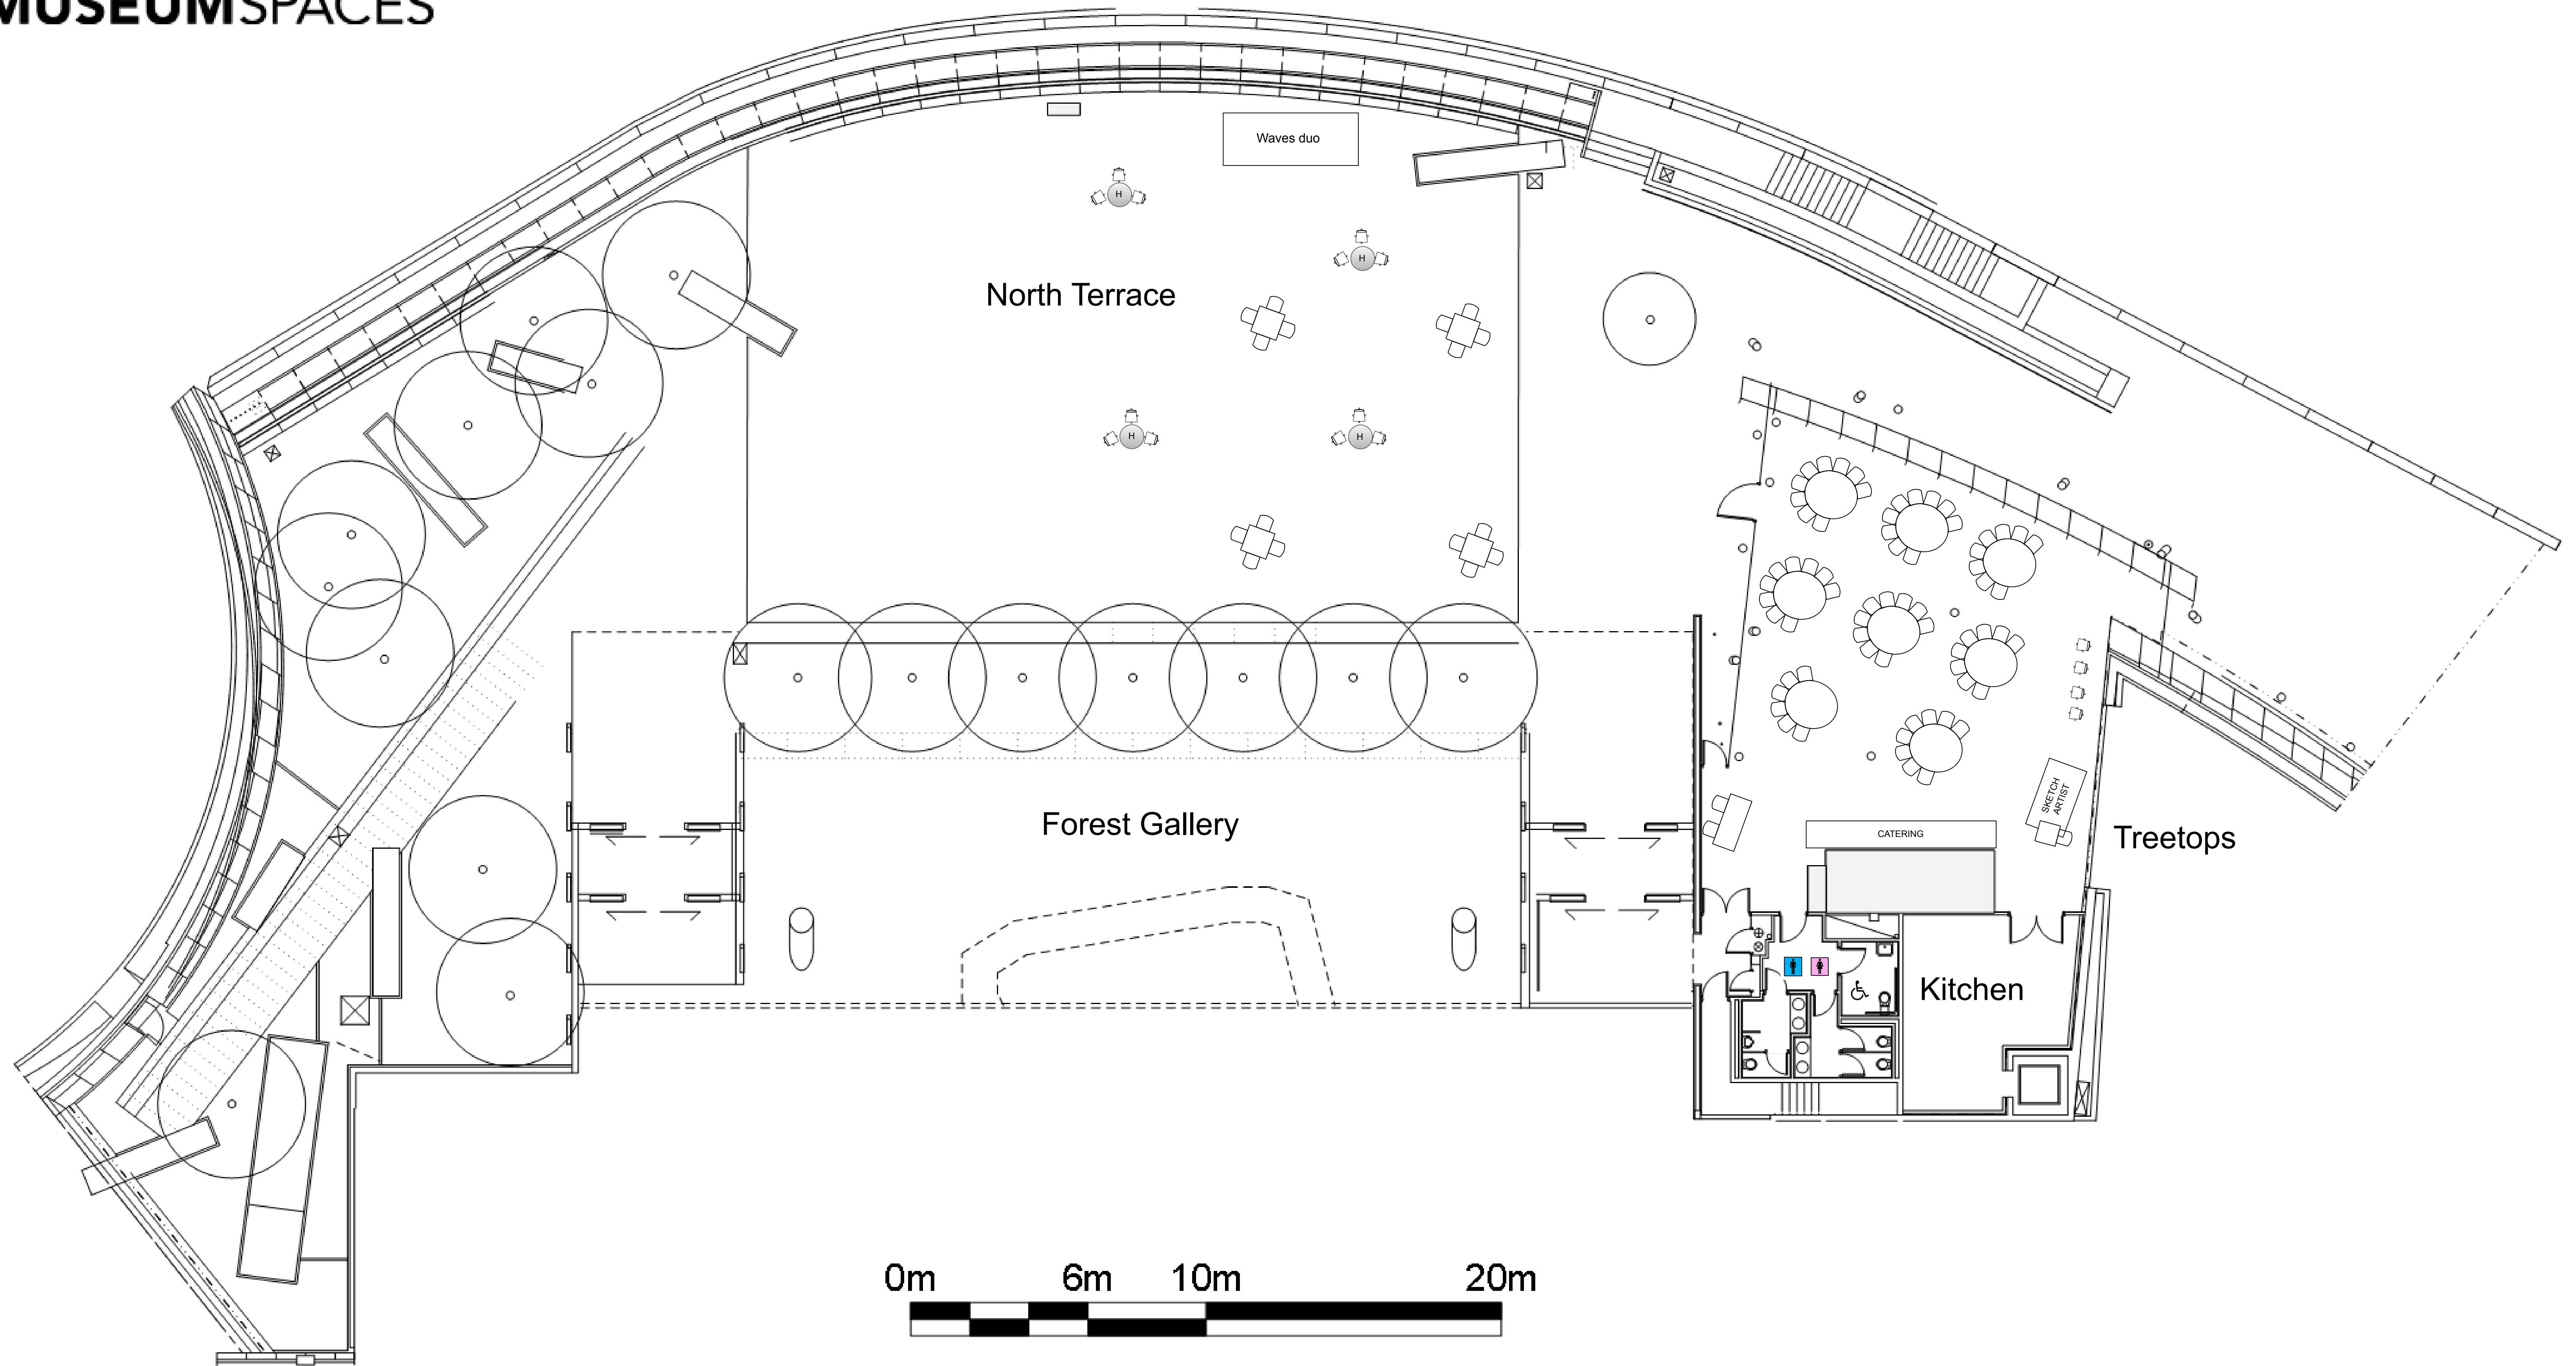 MUSEUMSPACES
Waves duo
H
H
North Terrace
H
H
Forest Gallery
CATERING
SKETCH
ARTIST
Treetops
Kitchen
0m 6m 10m 20m